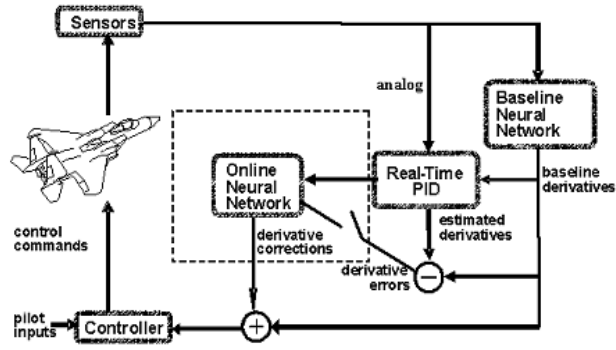 Sensors
analog
Baseline
Neural
Network
Online
Neural
Network
Real-Time
PID
baseline
derivatives
estimated
derivatives
control
commands
derivative
corrections
derivative
errors
−
pilot
inputs
Controller
+